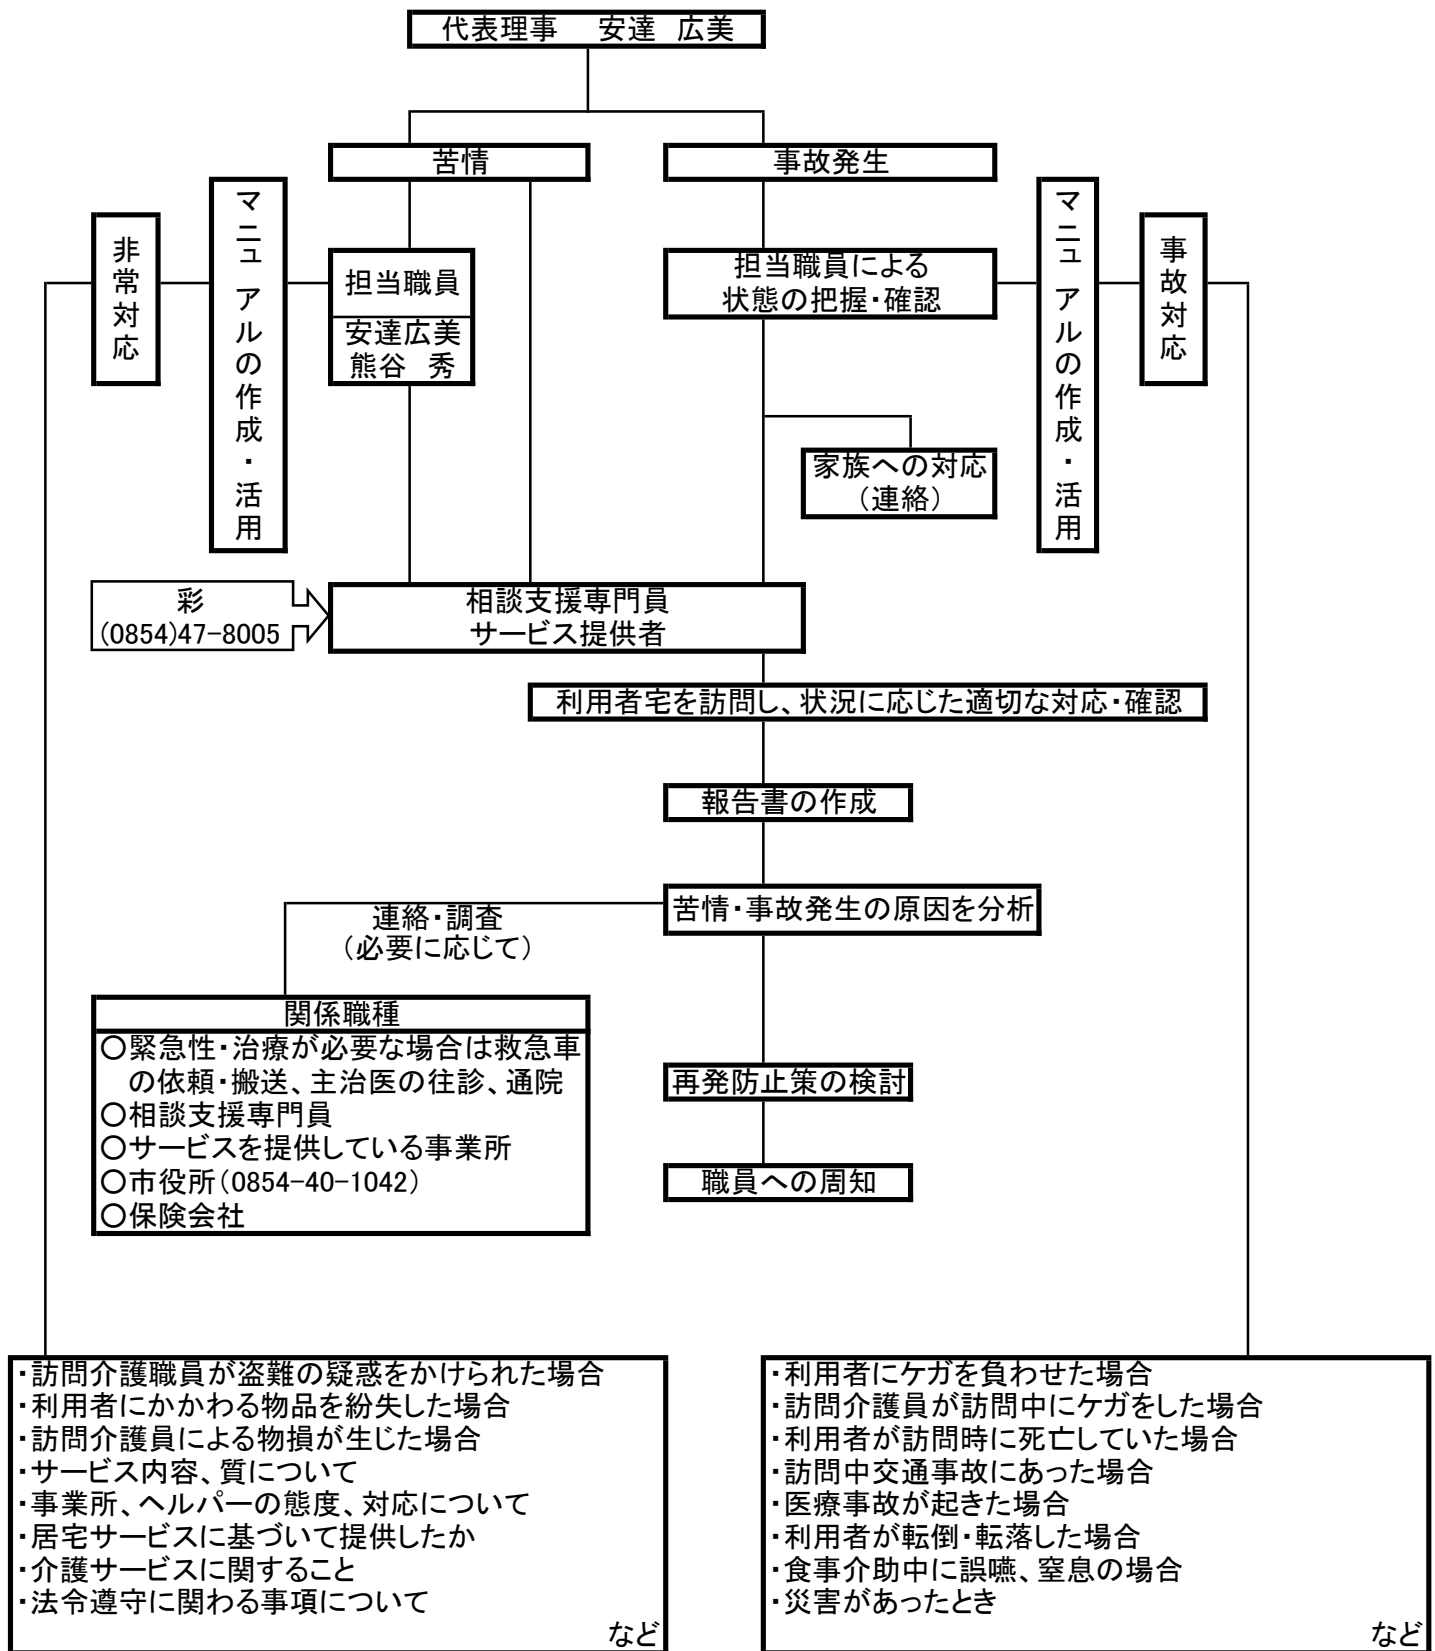 代表理事　安達　広美
苦情
事故発生
非常対応
マニュアルの作成・活用
担当職員
安達広美
熊谷　秀
担当職員による
状態の把握・確認
マニュアルの作成・活用
事故対応
家族への対応
（連絡）
彩
(0854)47-8005
相談支援専門員
サービス提供者
利用者宅を訪問し、状況に応じた適切な対応・確認
報告書の作成
苦情・事故発生の原因を分析
連絡・調査
（必要に応じて）
関係職種
○緊急性・治療が必要な場合は救急車
の依頼・搬送、主治医の往診、通院
○相談支援専門員
○サービスを提供している事業所
○市役所（0854-40-1042）
○保険会社
再発防止策の検討
職員への周知
・訪問介護職員が盗難の疑惑をかけられた場合
・利用者にかかわる物品を紛失した場合
・訪問介護員による物損が生じた場合
・サービス内容、質について
・事業所、ヘルパーの態度、対応について
・居宅サービスに基づいて提供したか
・介護サービスに関すること
・法令遵守に関わる事項について
など
・利用者にケガを負わせた場合
・訪問介護員が訪問中にケガをした場合
・利用者が訪問時に死亡していた場合
・訪問中交通事故にあった場合
・医療事故が起きた場合
・利用者が転倒・転落した場合
・食事介助中に誤嚥、窒息の場合
・災害があったとき
など